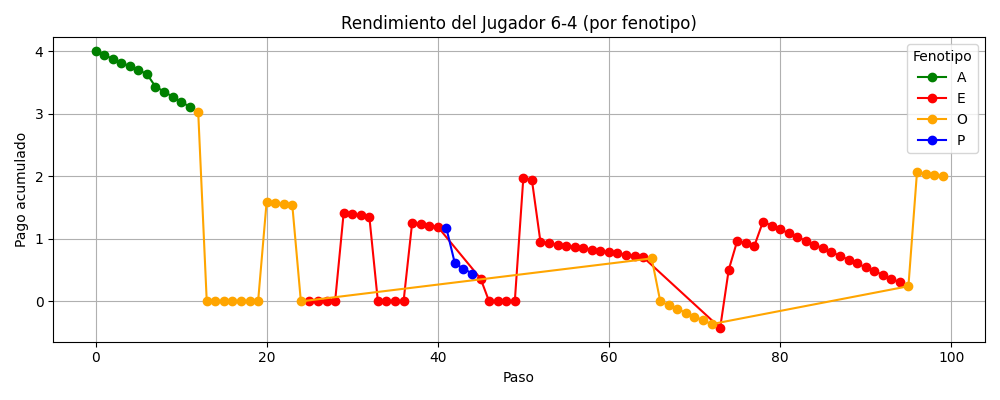 Rendimiento del Jugador 6-4 (por fenotipo)
Pago acumulado
4
3
2
1
0
0
20
40
60
80
100
Paso
Fenotipo
A
E
O
P